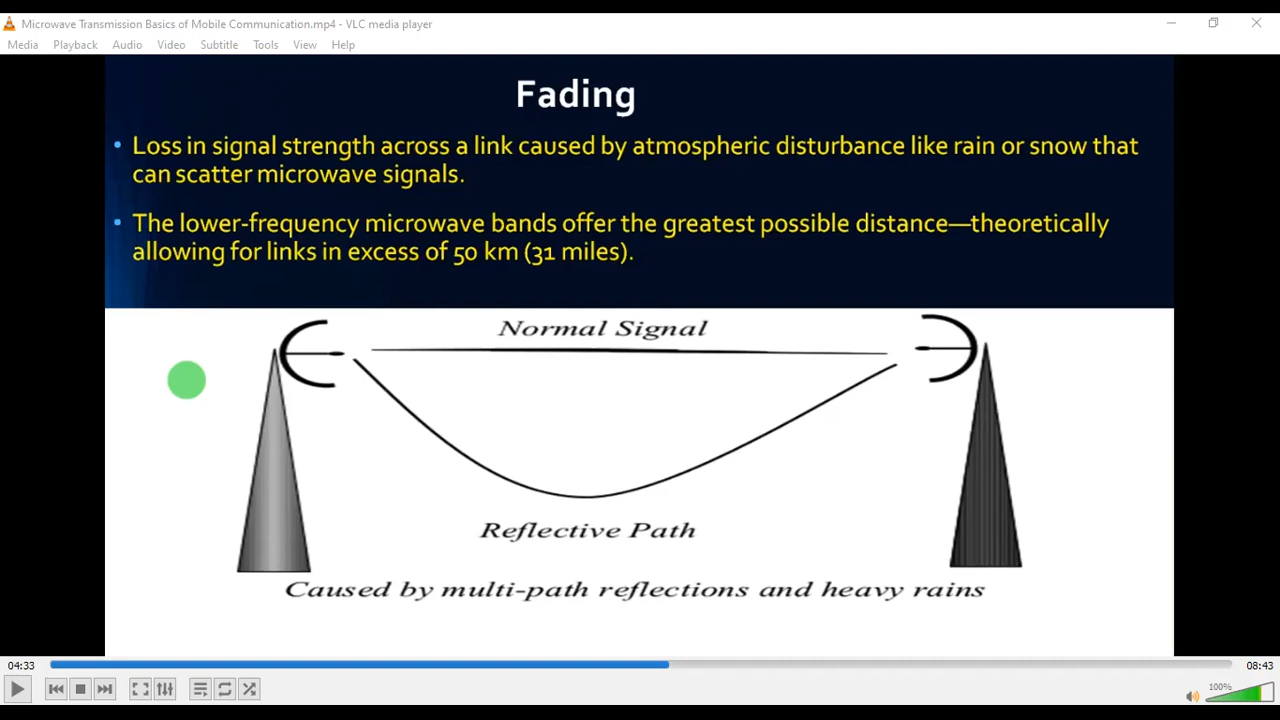 Microwave Transmission Basics of Mobile Communication.mp4 - VLC media player
Media Playback Audio Video Subtitle Tools View Help
Fading
• Loss in signal strength across a link caused by atmospheric disturbance like rain or snow that
can scatter microwave signals.
• The lower-frequency microwave bands offer the greatest possible distance—theoretically
allowing for links in excess of 50 km (31 miles).
Normal Signal
Reflective Path
Caused by multi-path reflections and heavy rains
04:33 08:43
100%